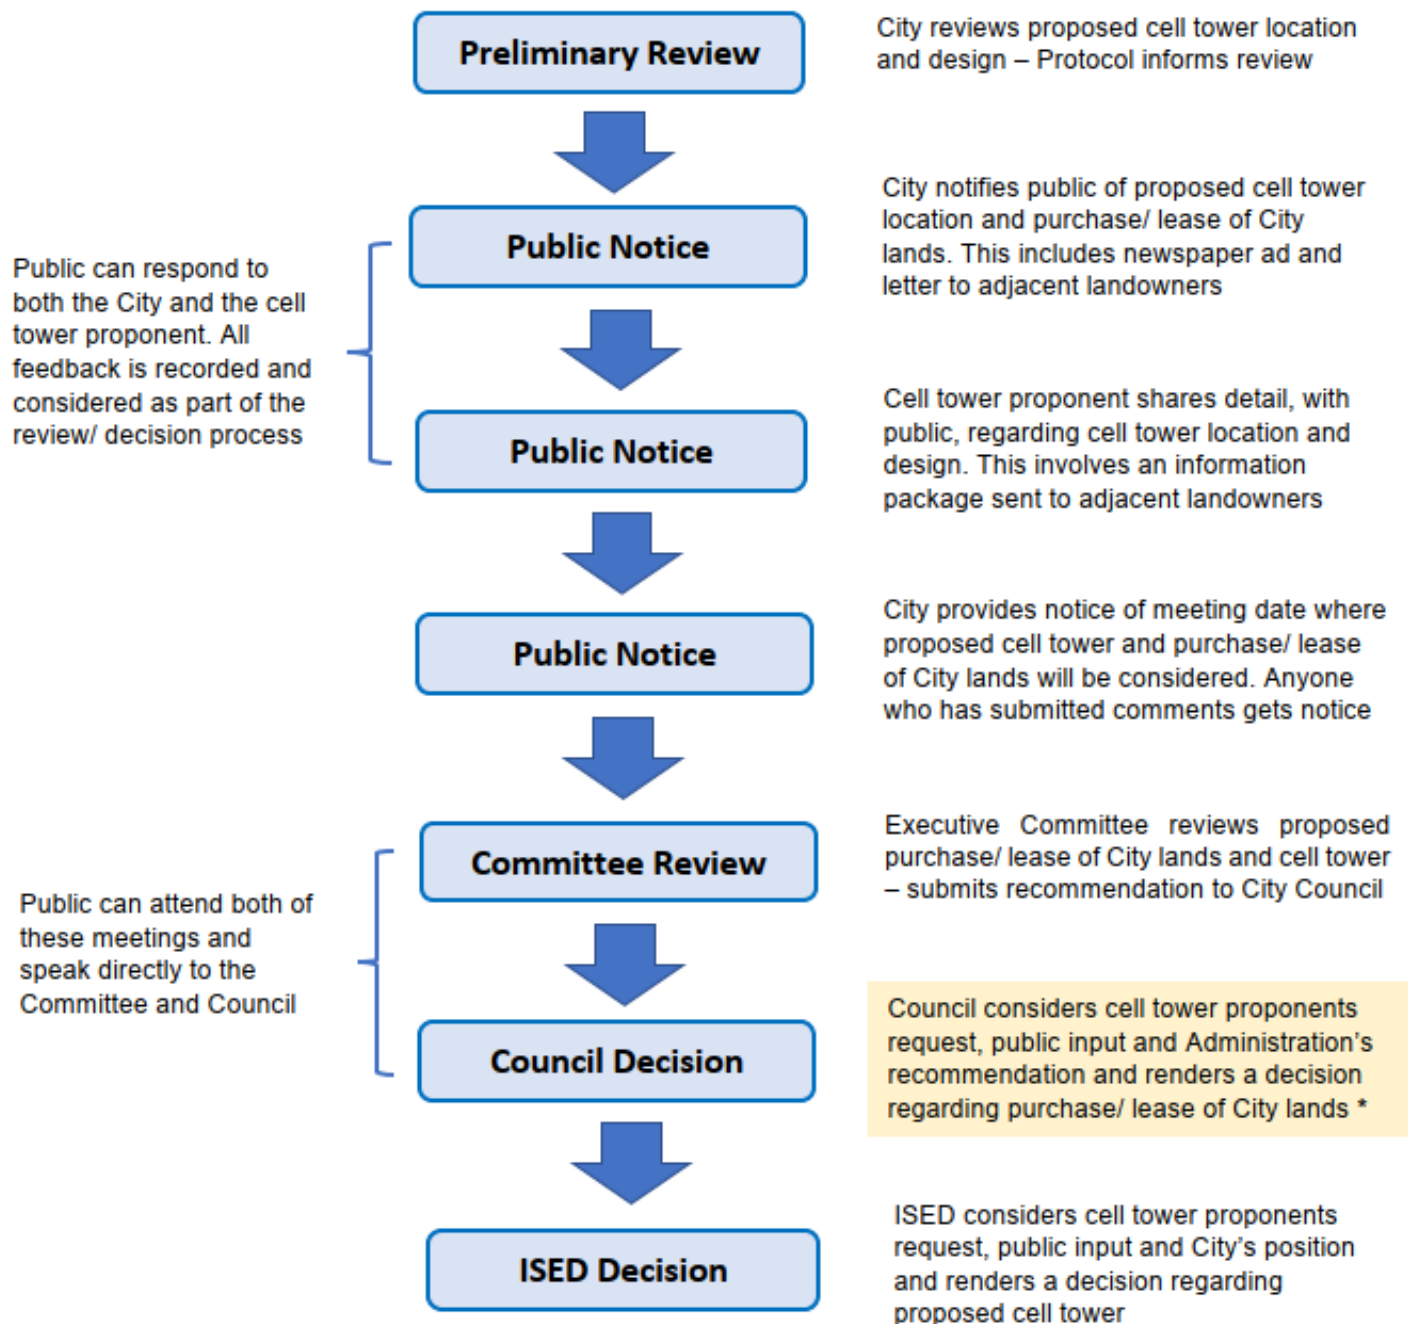 Preliminary Review
City reviews proposed cell tower location
and design – Protocol informs review
Public Notice
City notifies public of proposed cell tower
location and purchase/ lease of City
lands. This includes newspaper ad and
letter to adjacent landowners
Public can respond to
both the City and the cell
tower proponent. All
feedback is recorded and
considered as part of the
review/ decision process
Public Notice
Cell tower proponent shares detail, with
public, regarding cell tower location and
design. This involves an information
package sent to adjacent landowners
Public Notice
City provides notice of meeting date where
proposed cell tower and purchase/ lease
of City lands will be considered. Anyone
who has submitted comments gets notice
Committee Review
Executive Committee reviews proposed
purchase/ lease of City lands and cell tower
– submits recommendation to City Council
Public can attend both of
these meetings and
speak directly to the
Committee and Council
Council Decision
Council considers cell tower proponents
request, public input and Administration's
recommendation and renders a decision
regarding purchase/ lease of City lands *
ISED Decision
ISED considers cell tower proponents
request, public input and City's position
and renders a decision regarding
proposed cell tower